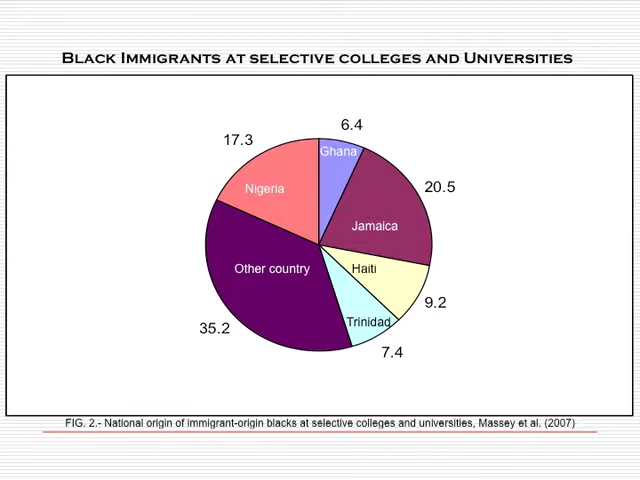 Black Immigrants at selective colleges and Universities
6.4
17.3
Ghana
20.5
Nigeria
Jamaica
Other country
Haiti
9.2
Trinidad
35.2
7.4
FIG. 2.- National origin of immigrant-origin blacks at selective colleges and universities, Massey et al. (2007)